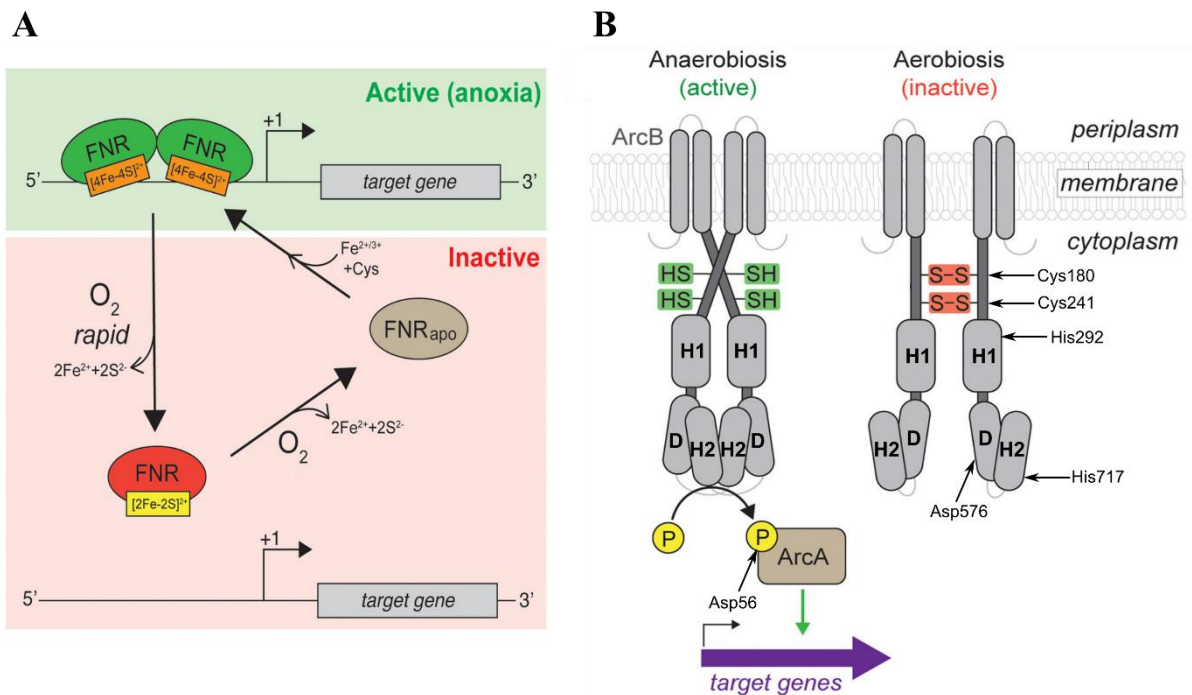 A
Active (anoxia)
FNR
FNR
[4Fe-4S]²⁺
[4Fe-4S]²⁺
+1
5’
target gene
3’
Inactive
O₂
rapid
2Fe²⁺+2S²⁻
Fe²⁺/³⁺
+Cys
FNRapo
O₂
2Fe²⁺+2S²⁻
FNR
[2Fe-2S]²⁺
+1
5’
target gene
3’
B
Anaerobiosis
(active)
Aerobiosis
(inactive)
ArcB
periplasm
membrane
cytoplasm
HS
SH
HS
SH
S-S
S-S
Cys180
Cys241
H1
H1
H1
H1
His292
D
H2
H2
D
H2
D
D
H2
His717
Asp576
P
P
ArcA
Asp56
target genes